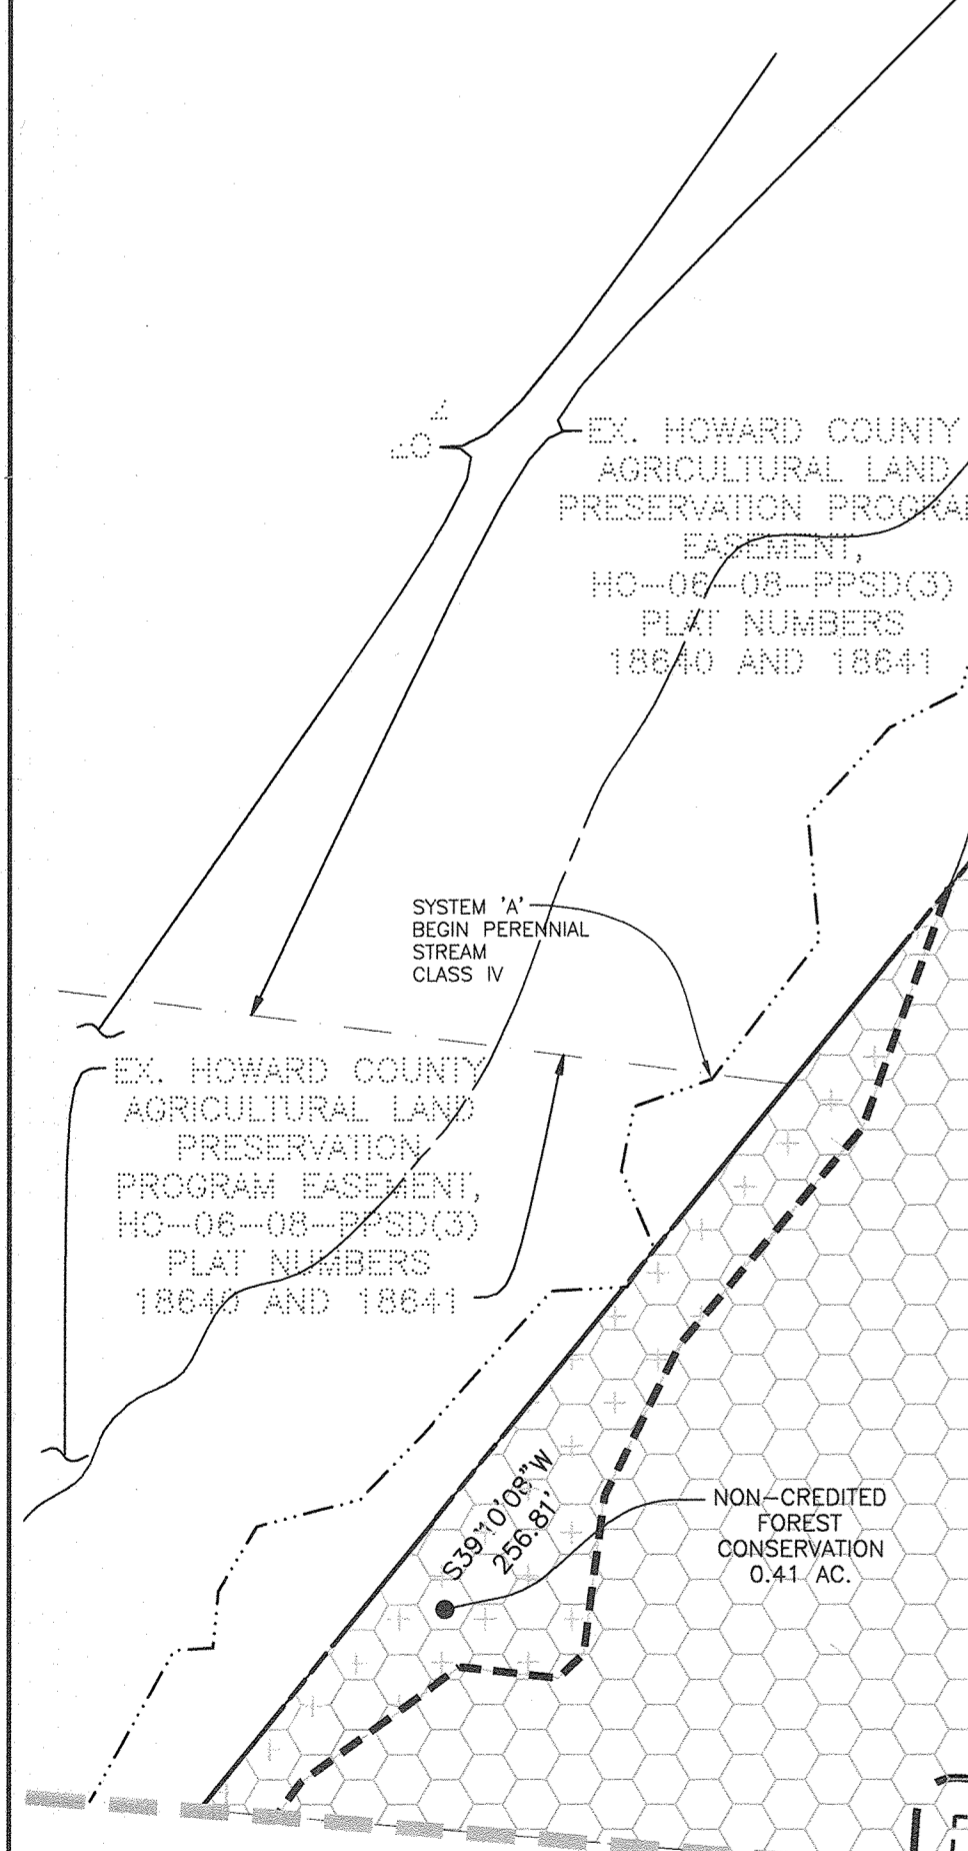 EX. HOWARD COUNTY
AGRICULTURAL LAND
PRESERVATION
EASEMENT,
HO-06-08-PPSD(3)
PLAT NUMBERS
18640 AND 18641
SYSTEM 'A'
BEGIN PERENNIAL
STREAM
CLASS IV
EX. HOWARD COUNTY
AGRICULTURAL LAND
PRESERVATION
PROGRAM EASEMENT,
HO-06-08-PPSD(3)
PLAT NUMBERS
18640 AND 18641
S39°10'08"W
256.81'
NON-CREDITED
FOREST
CONSERVATION
0.41 AC.